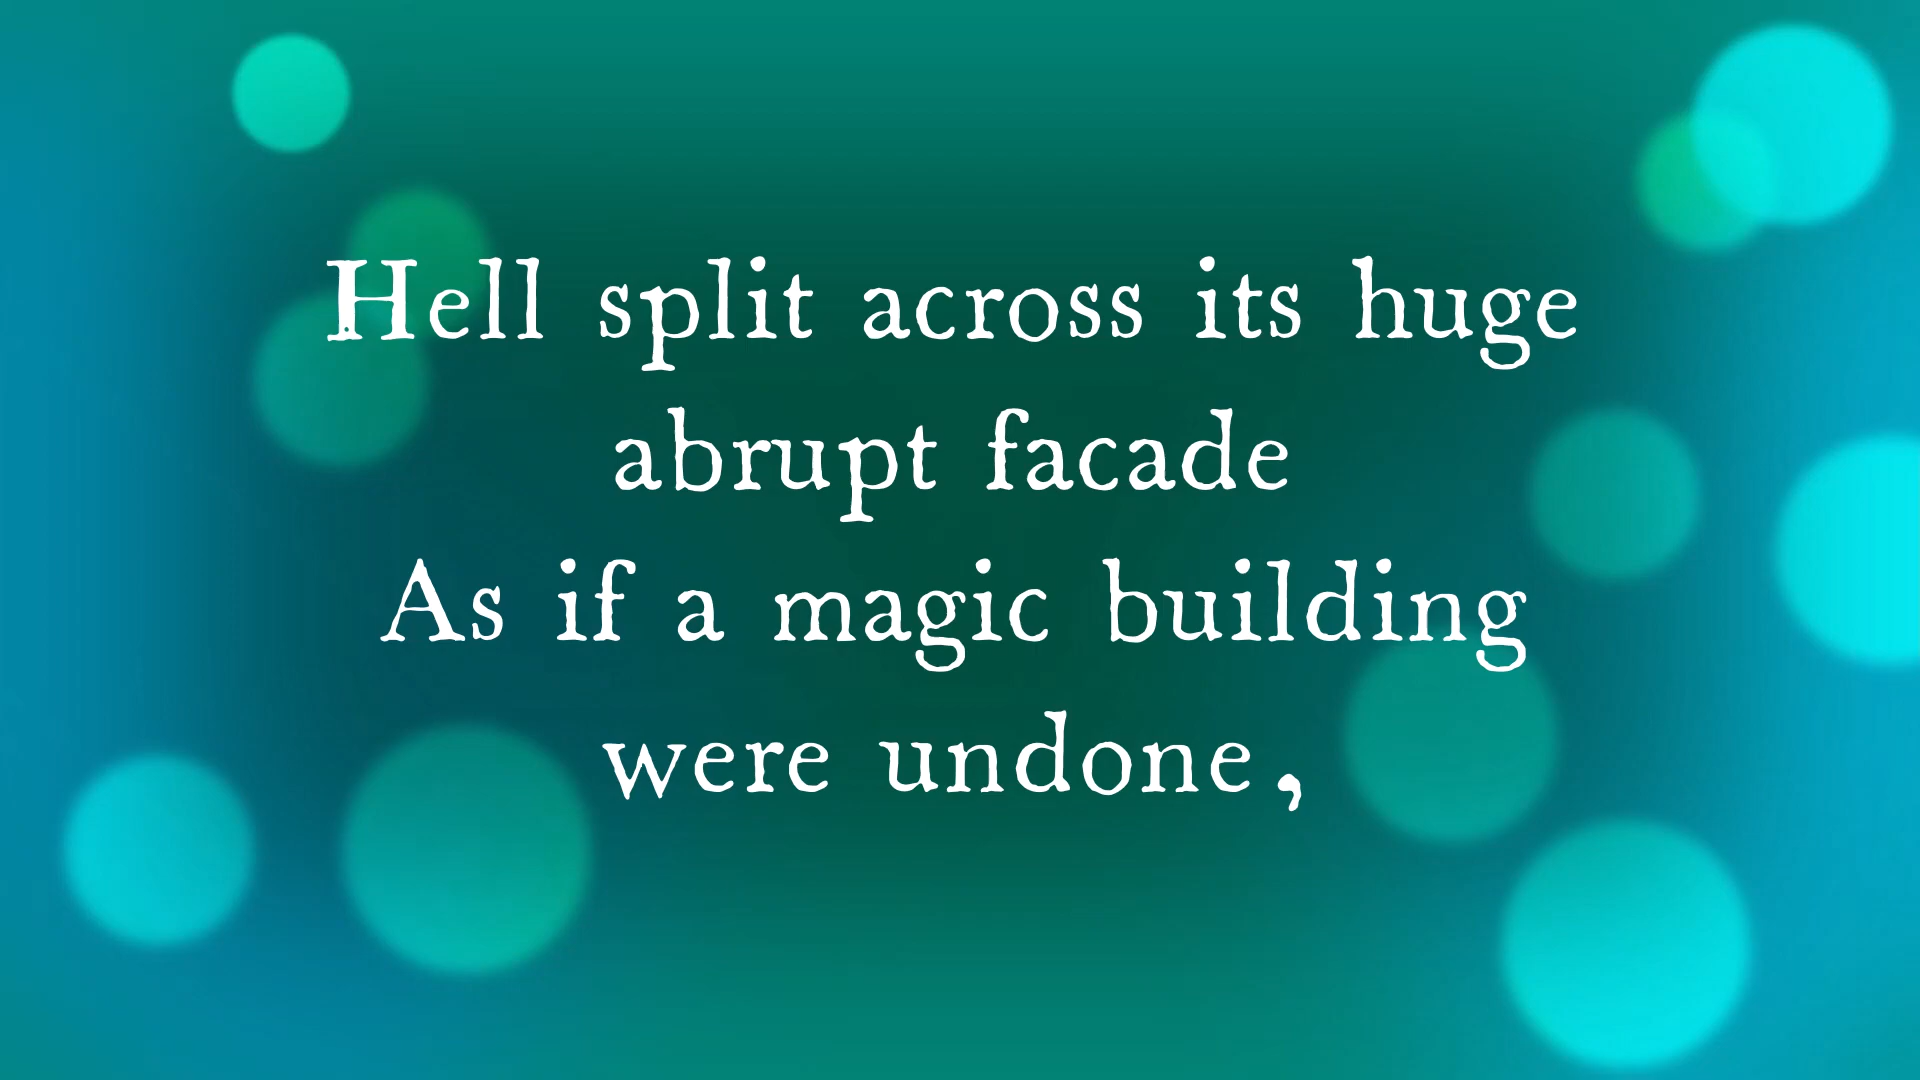 Hell split across its huge
abrupt facade
As if a magic building
were undone,